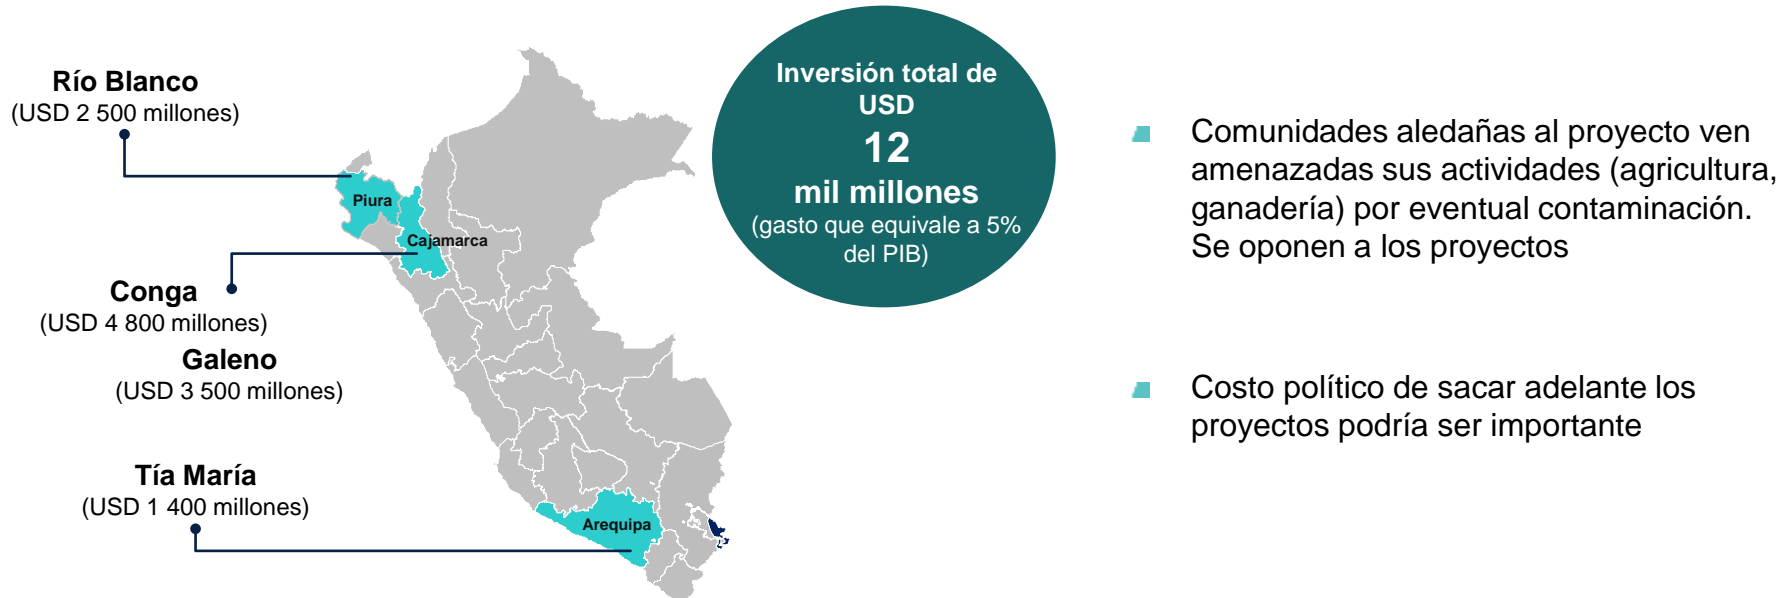 Río Blanco
(USD 2 500 millones)
Piura
Cajamarca
Conga
(USD 4 800 millones)
Galeno
(USD 3 500 millones)
Tía María
(USD 1 400 millones)
Arequipa
Inversión total de
USD
12
mil millones
(gasto que equivale a 5%
del PIB)
Comunidades aledañas al proyecto ven
amenazadas sus actividades (agricultura,
ganadería) por eventual contaminación.
Se oponen a los proyectos
Costo político de sacar adelante los
proyectos podría ser importante